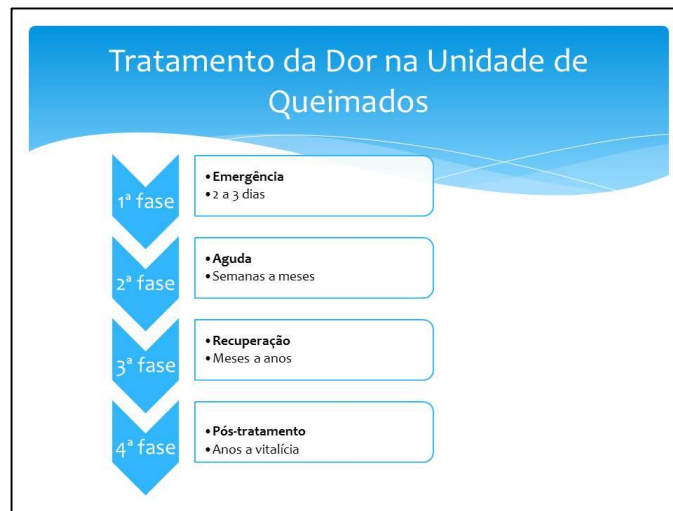 Tratamento da Dor na Unidade de
Queimados
1ª fase
•Emergência
•2 a 3 dias
2ª fase
•Aguda
•Semanas a meses
3ª fase
•Recuperação
•Meses a anos
4ª fase
•Pós-tratamento
•Anos a vitalícia